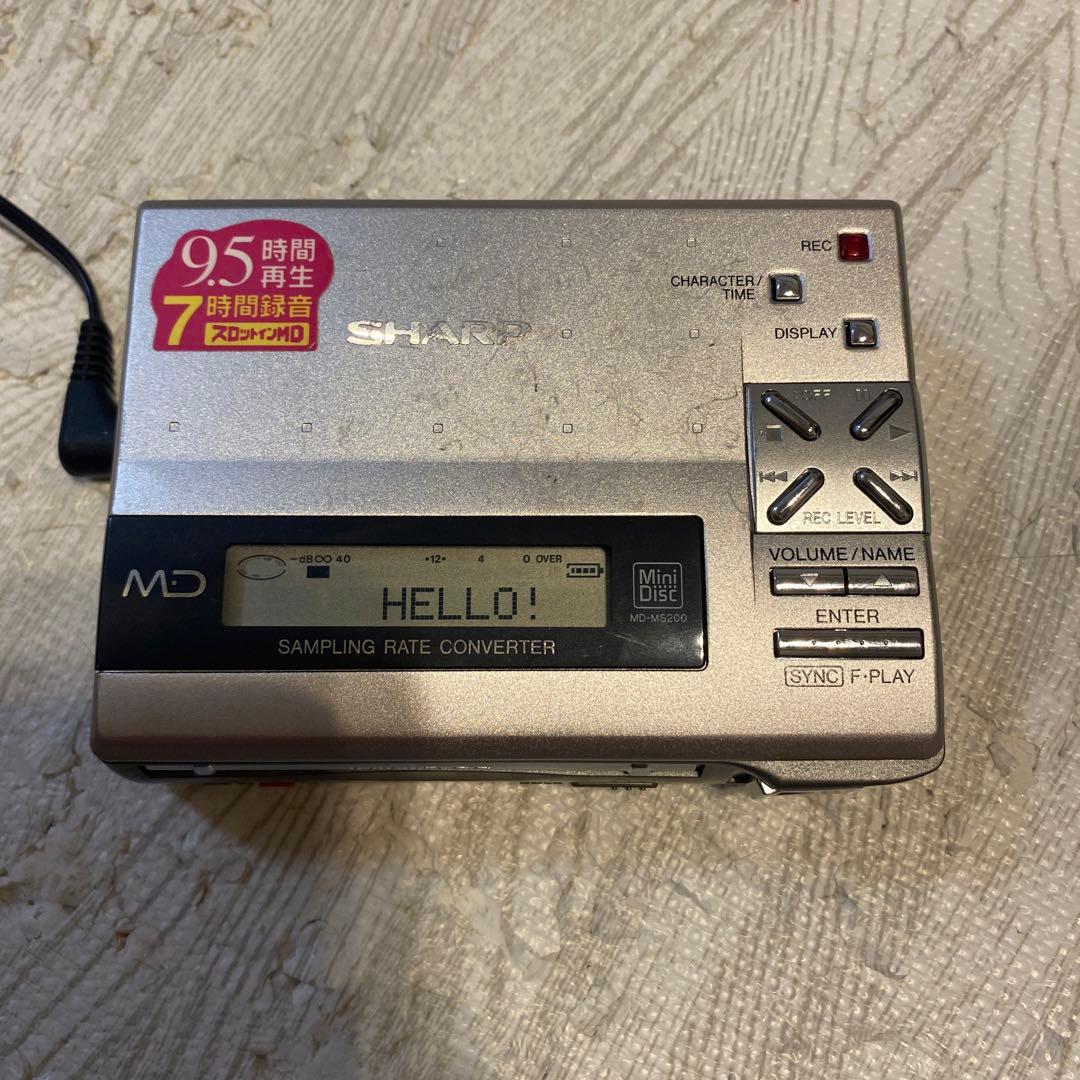 9.5時間
再生
7時間録音
スロットインMD
SHARP
REC
CHARACTER/
TIME
DISPLAY
OFF
REC LEVEL
VOLUME/NAME
ENTER
SYNC F·PLAY
MD
-dB∞ 40 •12• 4 0 OVER
HELLO!
Mini
Disc
MD-MS200
SAMPLING RATE CONVERTER